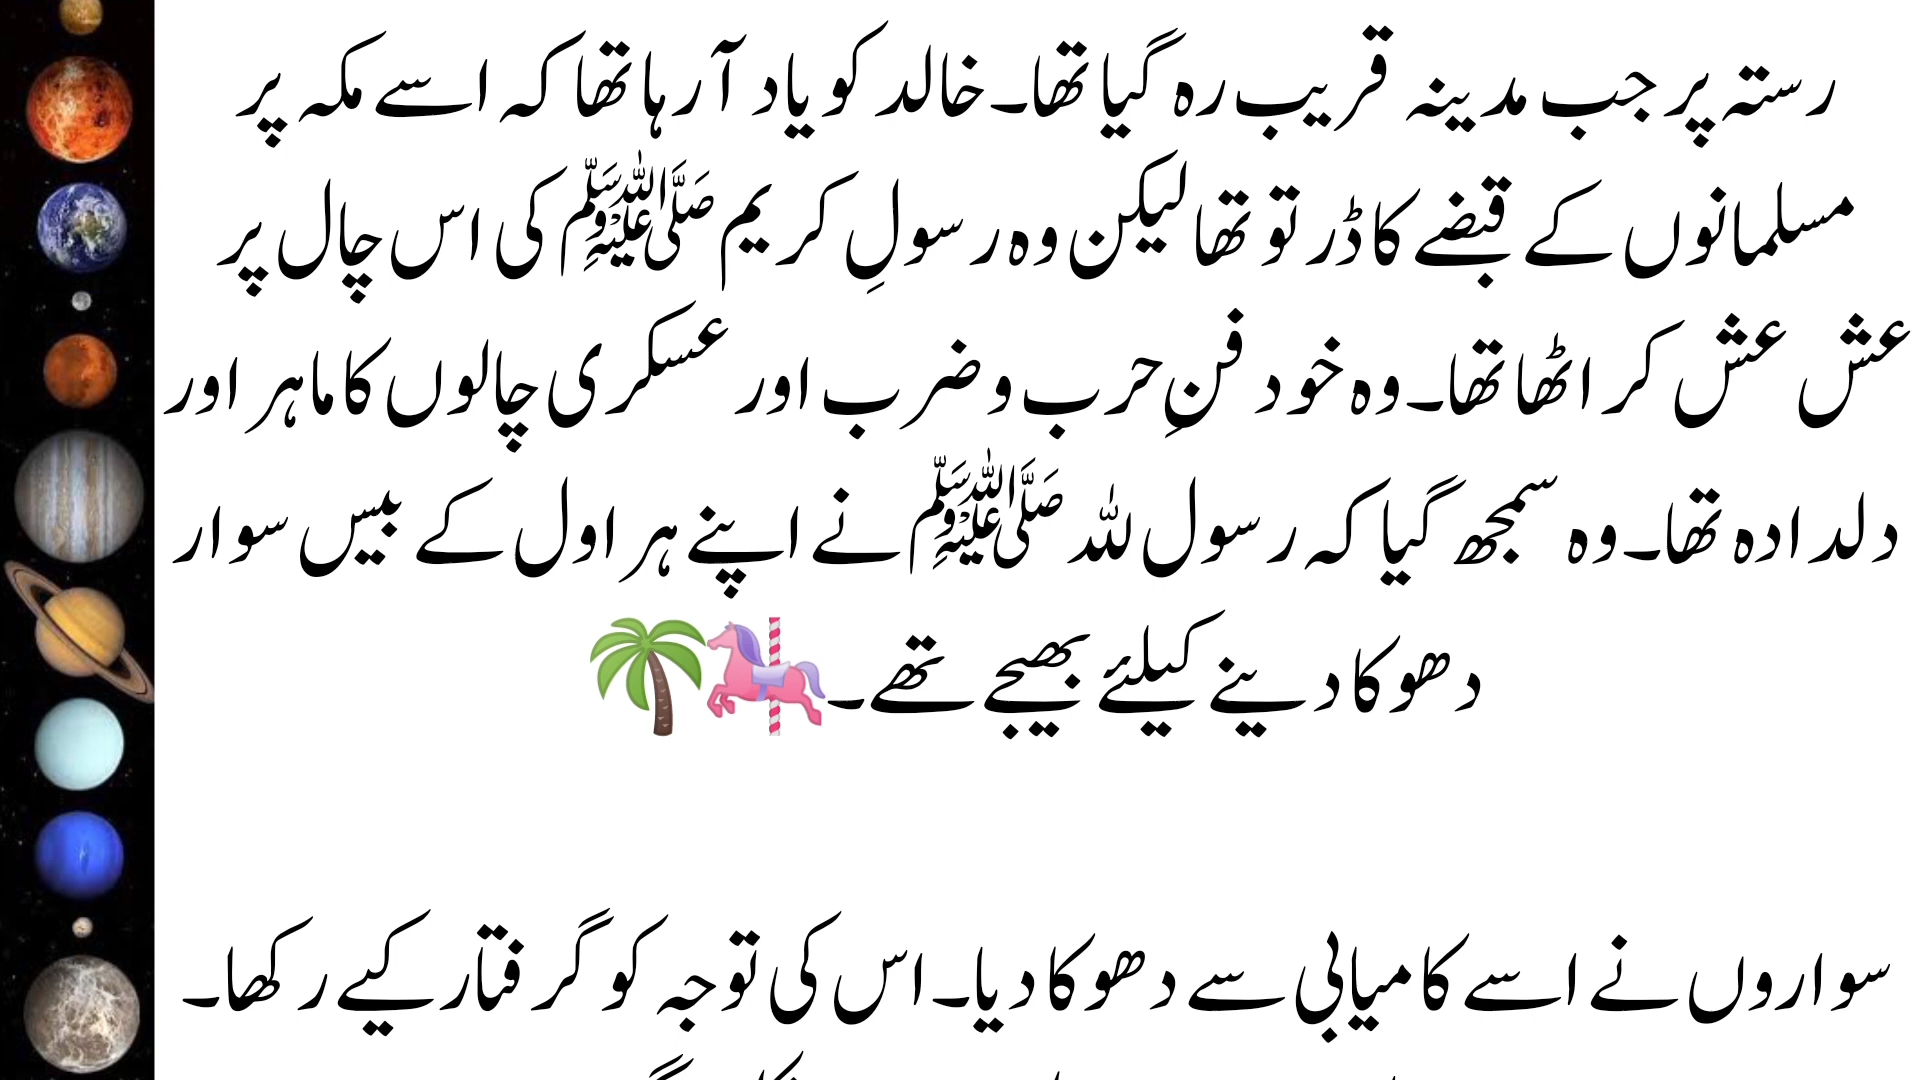 رستہ پر جب مدینہ قریب رہ گیا تھا۔خالد کو یاد آرہا تھا کہ اسے مکہ پر
مسلمانوں کے قبضے کا ڈر تو تھا لیکن وہ رسولِ کریم ﷺ کی اس چال پر
عش عش کر اٹھا تھا۔وہ خود فنِ حرب و ضرب اور عسکری چالوں کا ماہر اور
دلدادہ تھا۔وہ سمجھ گیا کہ رسول ﷲ ﷺ نے اپنے ہراول کے بیس سوار
دھوکا دینے کیلئے بھیجے تھے۔🎠🌴
سواروں نے اسے کامیابی سے دھوکا دیا۔اس کی توجہ کو گرفتار کیے رکھا۔